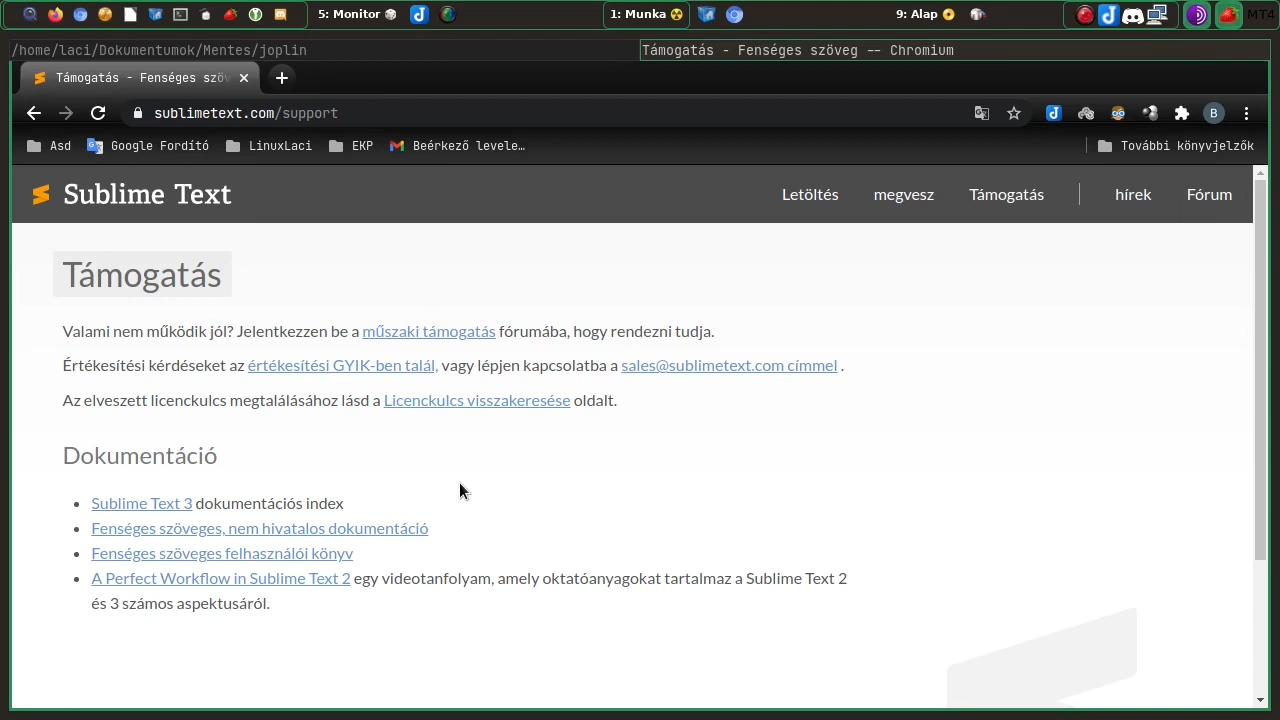 5: Monitor
1: Munka
9: Alap
MT4
/home/laci/Dokumentumok/Mentes/joplin
Támogatás - Fenséges szöveg -- Chromium
Támogatás - Fenséges szöv
sublimetext.com/support
B
Asd
Google Fordító
LinuxLaci
EKP
Beérkező levele…
További könyvjelzők
Sublime Text
Letöltés
megvesz
Támogatás
hírek
Fórum
Támogatás
Valami nem működik jól? Jelentkezzen be a műszaki támogatás fórumába, hogy rendezni tudja.
Értékesítési kérdéseket az értékesítési GYIK-ben talál, vagy lépjen kapcsolatba a sales@sublimetext.com címmel .
Az elveszett licenckulcs megtalálásához lásd a Licenckulcs visszakeresése oldalt.
Dokumentáció
Sublime Text 3 dokumentációs index
Fenséges szöveges, nem hivatalos dokumentáció
Fenséges szöveges felhasználói könyv
A Perfect Workflow in Sublime Text 2 egy videotanfolyam, amely oktatóanyagokat tartalmaz a Sublime Text 2
és 3 számos aspektusáról.